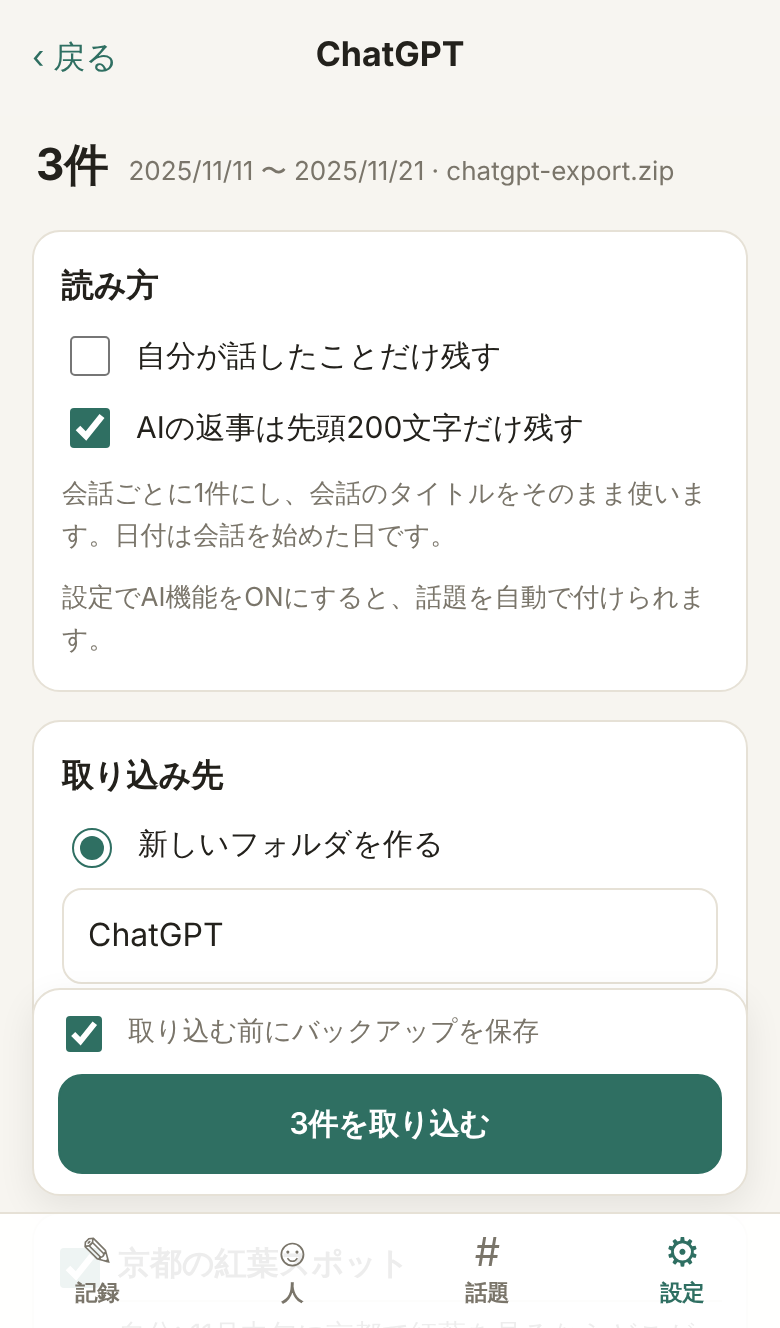 ‹ 戻る
ChatGPT
3件 2025/11/11 〜 2025/11/21 · chatgpt-export.zip
読み方
自分が話したことだけ残す
AIの返事は先頭200文字だけ残す
会話ごとに1件にし、会話のタイトルをそのまま使いま
す。日付は会話を始めた日です。
設定でAI機能をONにすると、話題を自動で付けられま
す。
取り込み先
新しいフォルダを作る
ChatGPT
取り込む前にバックアップを保存
3件を取り込む
京都の紅葉スポット
記録
人
#
話題
設定